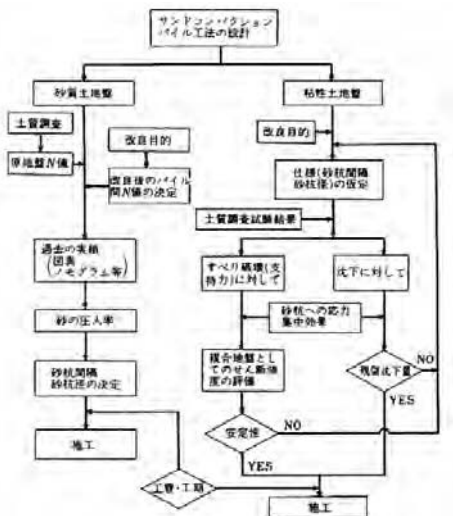 サンドコンパクション
パイル工法の設計
砂質土地盤
粘性土地盤
土質調査
改良目的
改良目的
原地盤N値
改良後のパイル
間N値の決定
仕様(砂杭間隔
砂杭径)の仮定
土質調査試験結果
過去の実績
(図表
ノモグラム等)
すべり破壊(支
持力)に対して
沈下に対して
砂の圧入率
砂杭への応力
集中効果
砂杭間隔
砂杭径の決定
複合地盤とし
てのせん断強
度の評価
残留沈下量
NO
YES
施工
安定性
NO
YES
工費・工期
施工